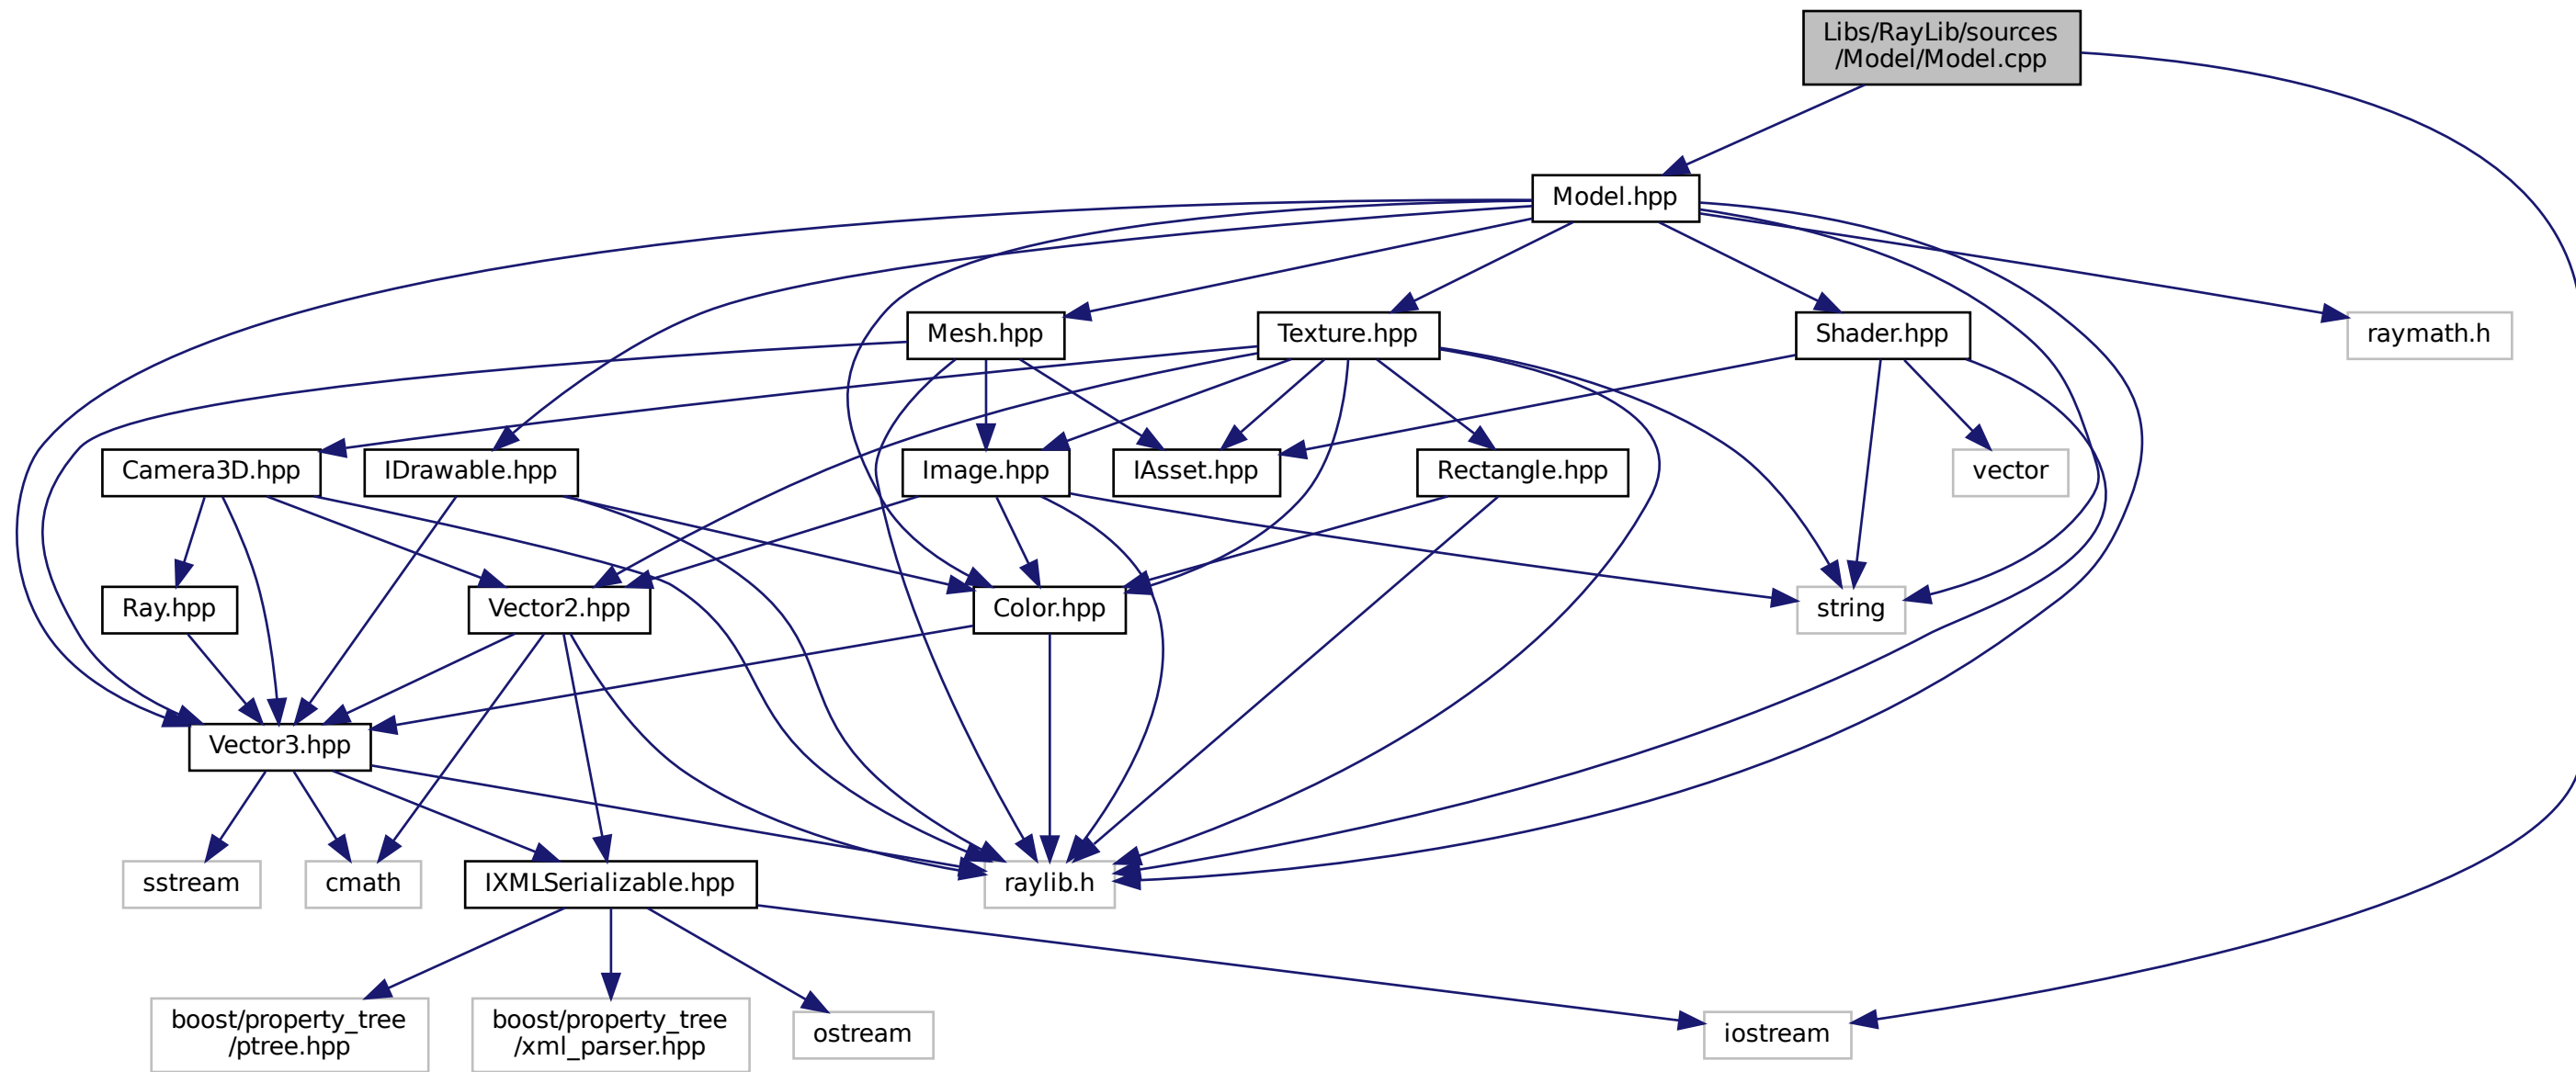 Libs/RayLib/sources
/Model/Model.cpp
Model.hpp
Mesh.hpp
Texture.hpp
Shader.hpp
raymath.h
Camera3D.hpp
IDrawable.hpp
Image.hpp
IAsset.hpp
Rectangle.hpp
vector
Ray.hpp
Vector2.hpp
Color.hpp
string
Vector3.hpp
sstream
cmath
IXMLSerializable.hpp
raylib.h
boost/property_tree
/ptree.hpp
boost/property_tree
/xml_parser.hpp
ostream
iostream